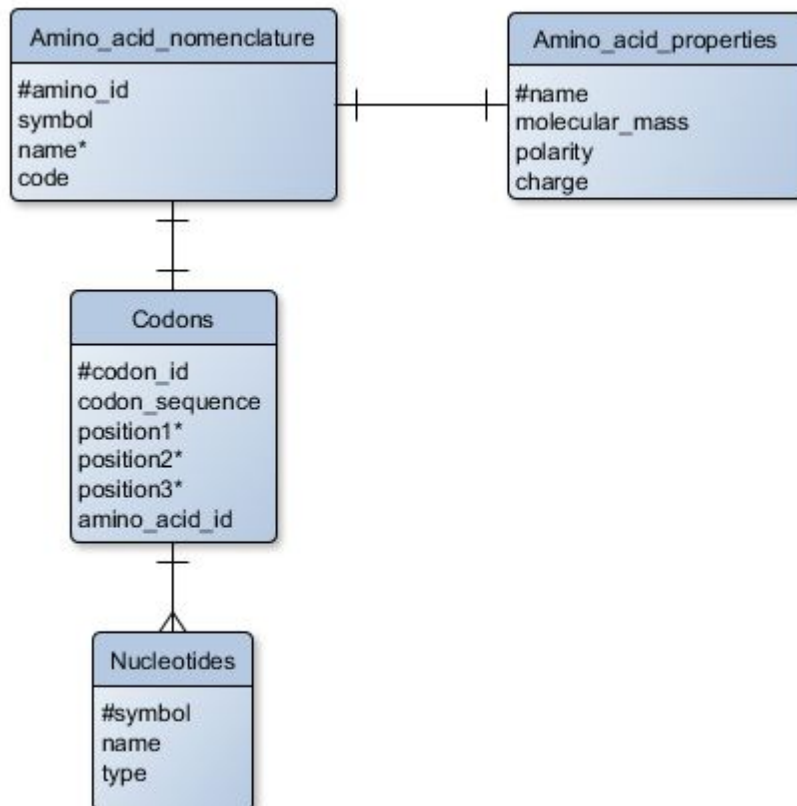 Amino_acid_nomenclature
#amino_id
symbol
name*
code
Amino_acid_properties
#name
molecular_mass
polarity
charge
Codons
#codon_id
codon_sequence
position1*
position2*
position3*
amino_acid_id
Nucleotides
#symbol
name
type